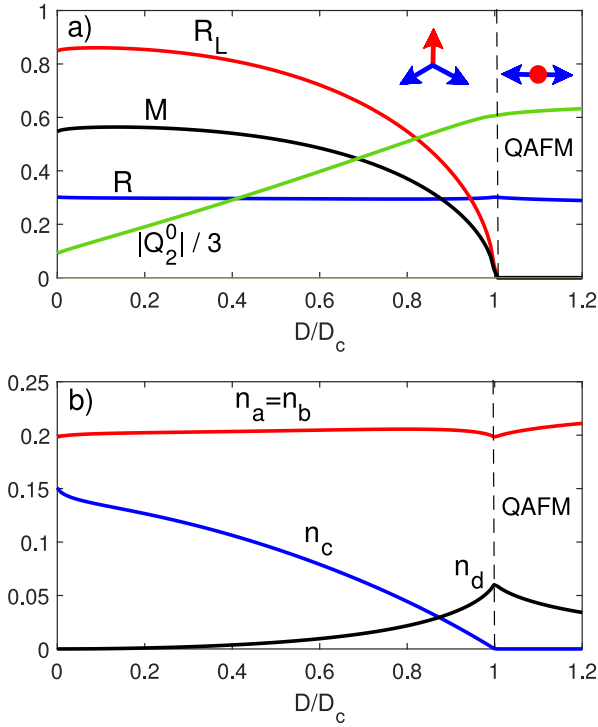 a)
1
0.8
0.6
0.4
0.2
0
R_L
M
R
|Q_2^0| / 3
QAFM
0 0.2 0.4 0.6 0.8 1 1.2
D/D_c
b)
0.25
0.2
0.15
0.1
0.05
0
n_a=n_b
n_c
n_d
QAFM
0 0.2 0.4 0.6 0.8 1 1.2
D/D_c